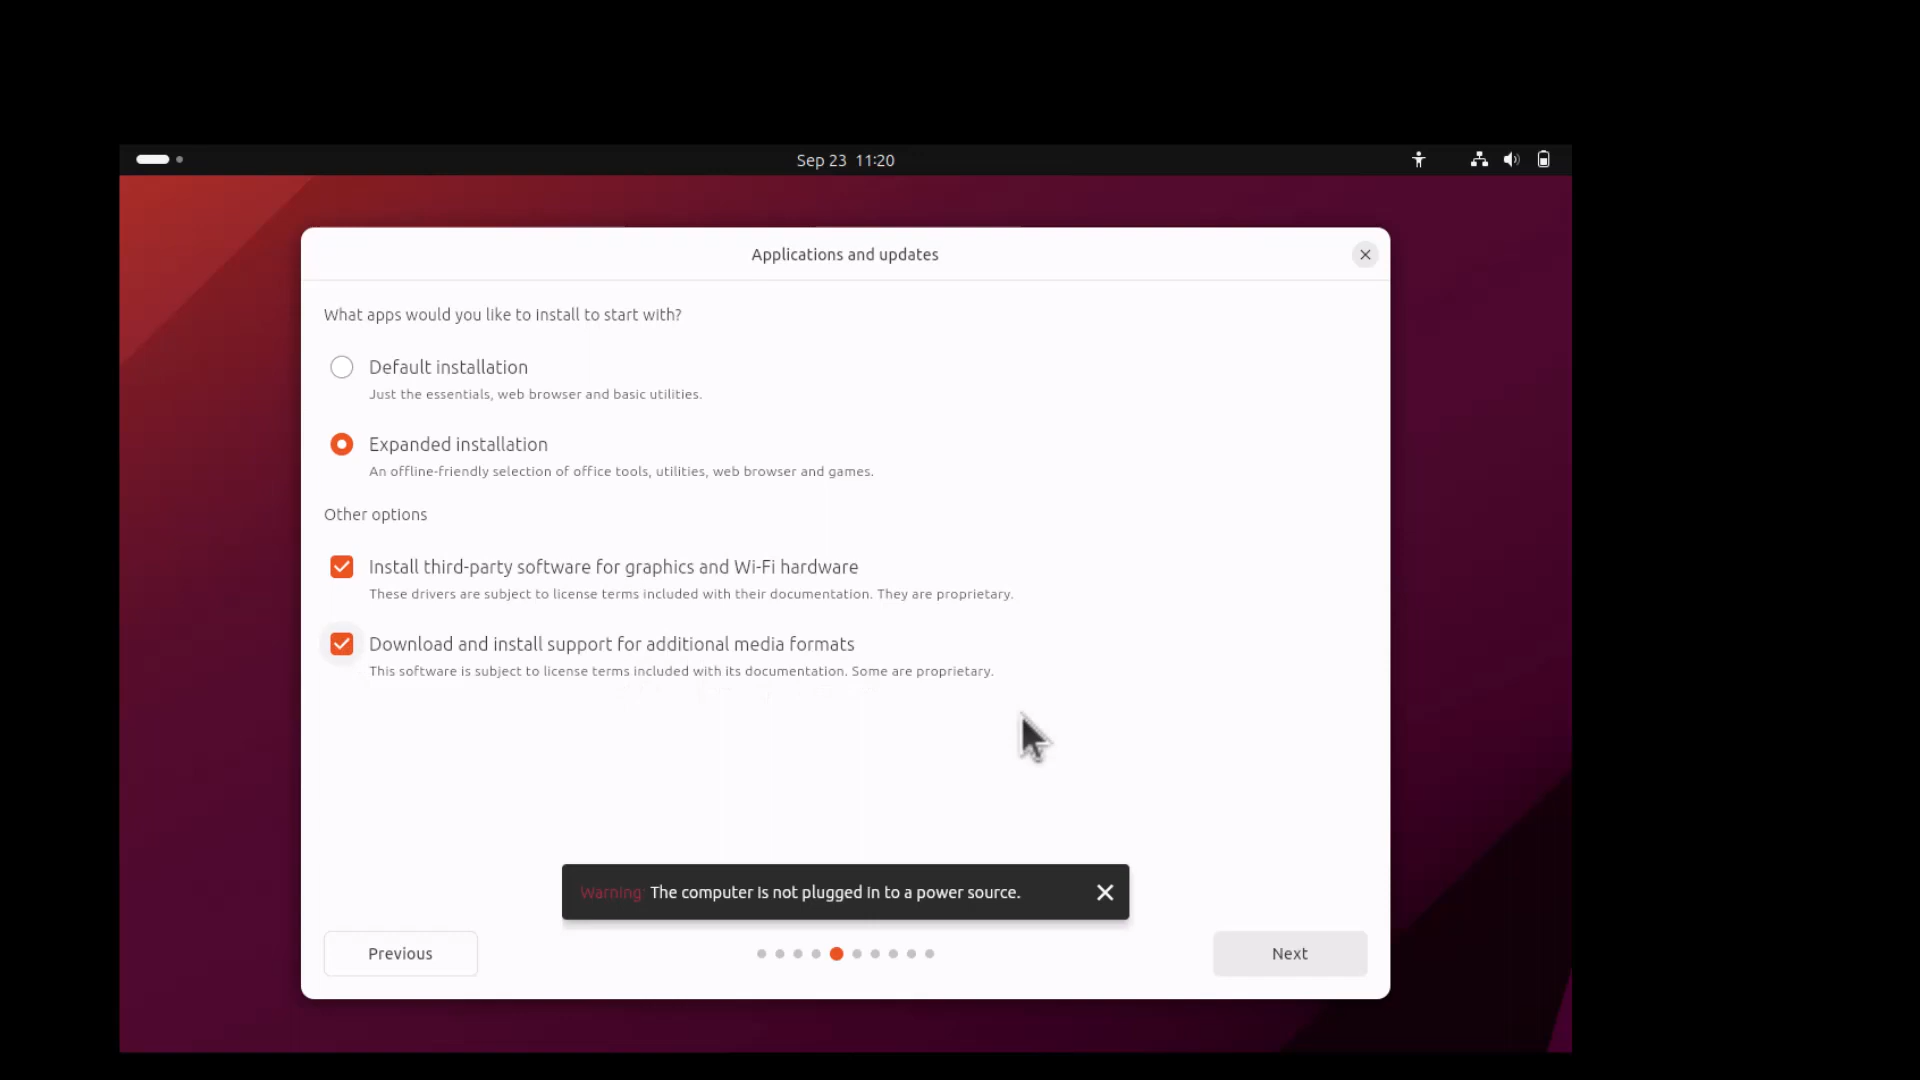 Sep 23 11:20
Applications and updates
What apps would you like to install to start with?
Default installation
Just the essentials, web browser and basic utilities.
Expanded installation
An offline-friendly selection of office tools, utilities, web browser and games.
Other options
Install third-party software for graphics and Wi-Fi hardware
These drivers are subject to license terms included with their documentation. They are proprietary.
Download and install support for additional media formats
This software is subject to license terms included with its documentation. Some are proprietary.
Warning: The computer is not plugged in to a power source.
Previous
Next